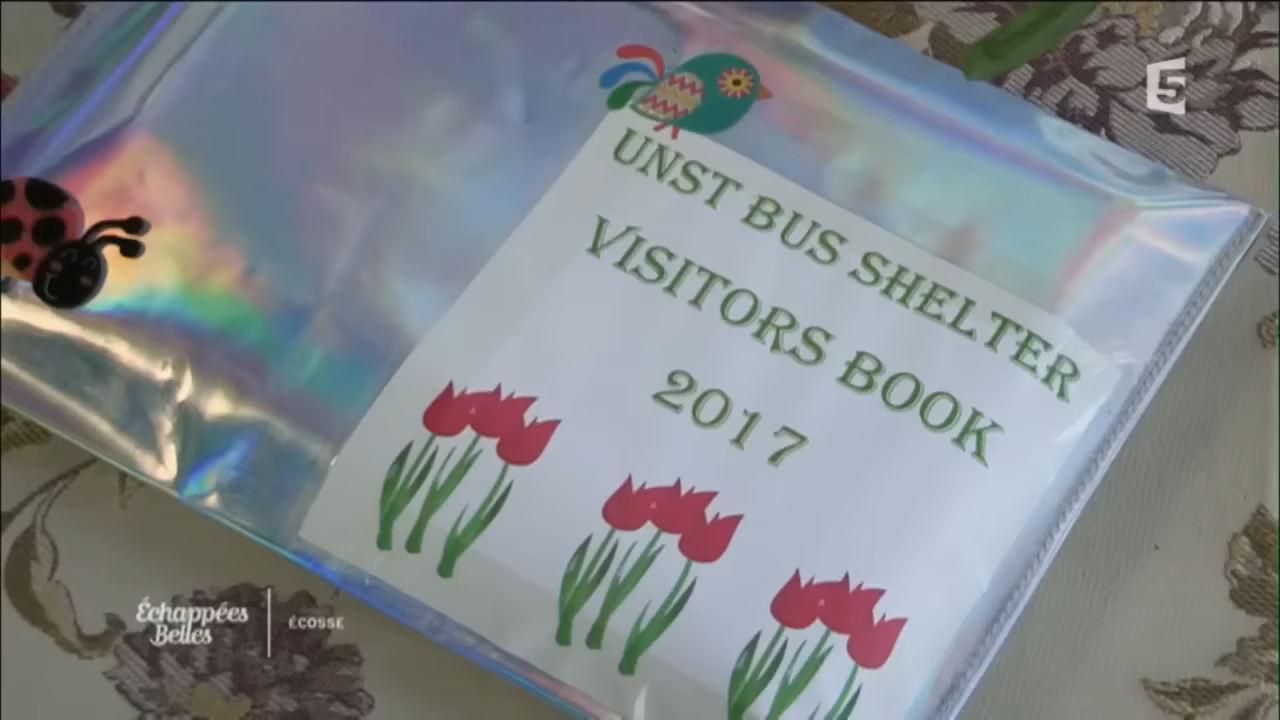 5
UNST BUS SHELTER
VISITORS BOOK
2017
Échappées
Belles
ÉCOSSE